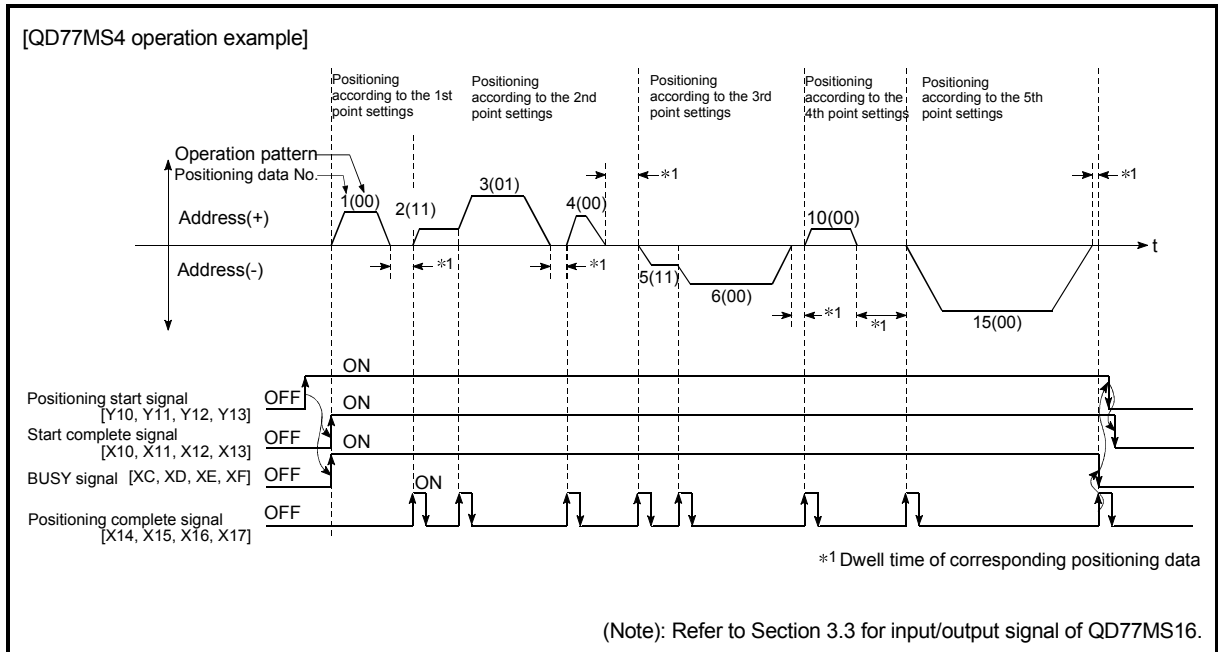 [QD77MS4 operation example]
Positioning
according to the 1st
point settings
Positioning
according to the 2nd
point settings
Positioning
according to the 3rd
point settings
Positioning
according to the
4th point settings
Positioning
according to the 5th
point settings
Operation pattern
Positioning data No.
1(00)
2(11)
3(01)
4(00)
*1
10(00)
*1
Address(+)
t
Address(-)
*1
*1
5(11)
6(00)
*1
*1
15(00)
ON
Positioning start signal
[Y10, Y11, Y12, Y13]
OFF
ON
Start complete signal
[X10, X11, X12, X13]
OFF
ON
BUSY signal [XC, XD, XE, XF]
OFF
ON
Positioning complete signal
[X14, X15, X16, X17]
OFF
*1 Dwell time of corresponding positioning data
(Note): Refer to Section 3.3 for input/output signal of QD77MS16.